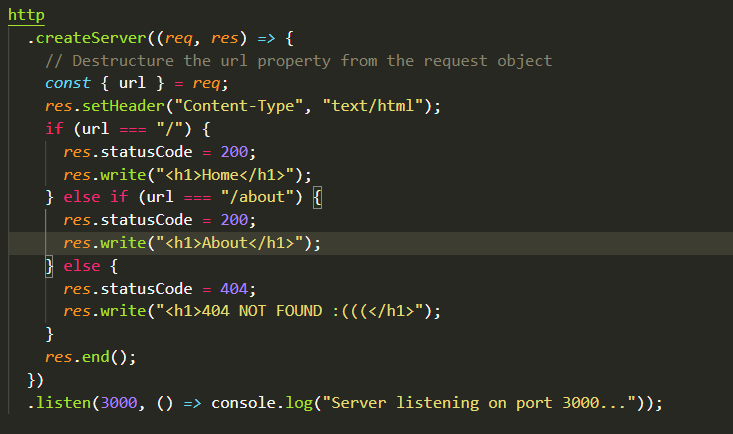 http
  .createServer((req, res) => {
    // Destructure the url property from the request object
    const { url } = req;
    res.setHeader("Content-Type", "text/html");
    if (url === "/") {
      res.statusCode = 200;
      res.write("<h1>Home</h1>");
    } else if (url === "/about") {
      res.statusCode = 200;
      res.write("<h1>About</h1>");
    } else {
      res.statusCode = 404;
      res.write("<h1>404 NOT FOUND :(((</h1>");
    }
    res.end();
  })
  .listen(3000, () => console.log("Server listening on port 3000..."));